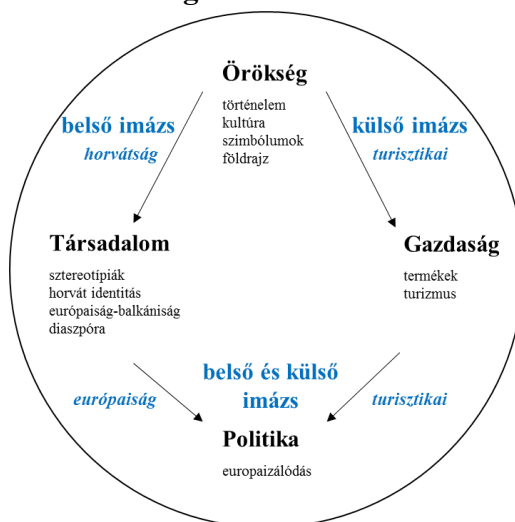 Örökség
történelem
kultúra
szimbólumok
földrajz
belső imázs
horvátság
külső imázs
turisztikai
Társadalom
sztereotípiák
horvát identitás
európaiság-balkániság
diaszpóra
Gazdaság
termékek
turizmus
európaiság
belső és külső
imázs
turisztikai
Politika
europaizálódás